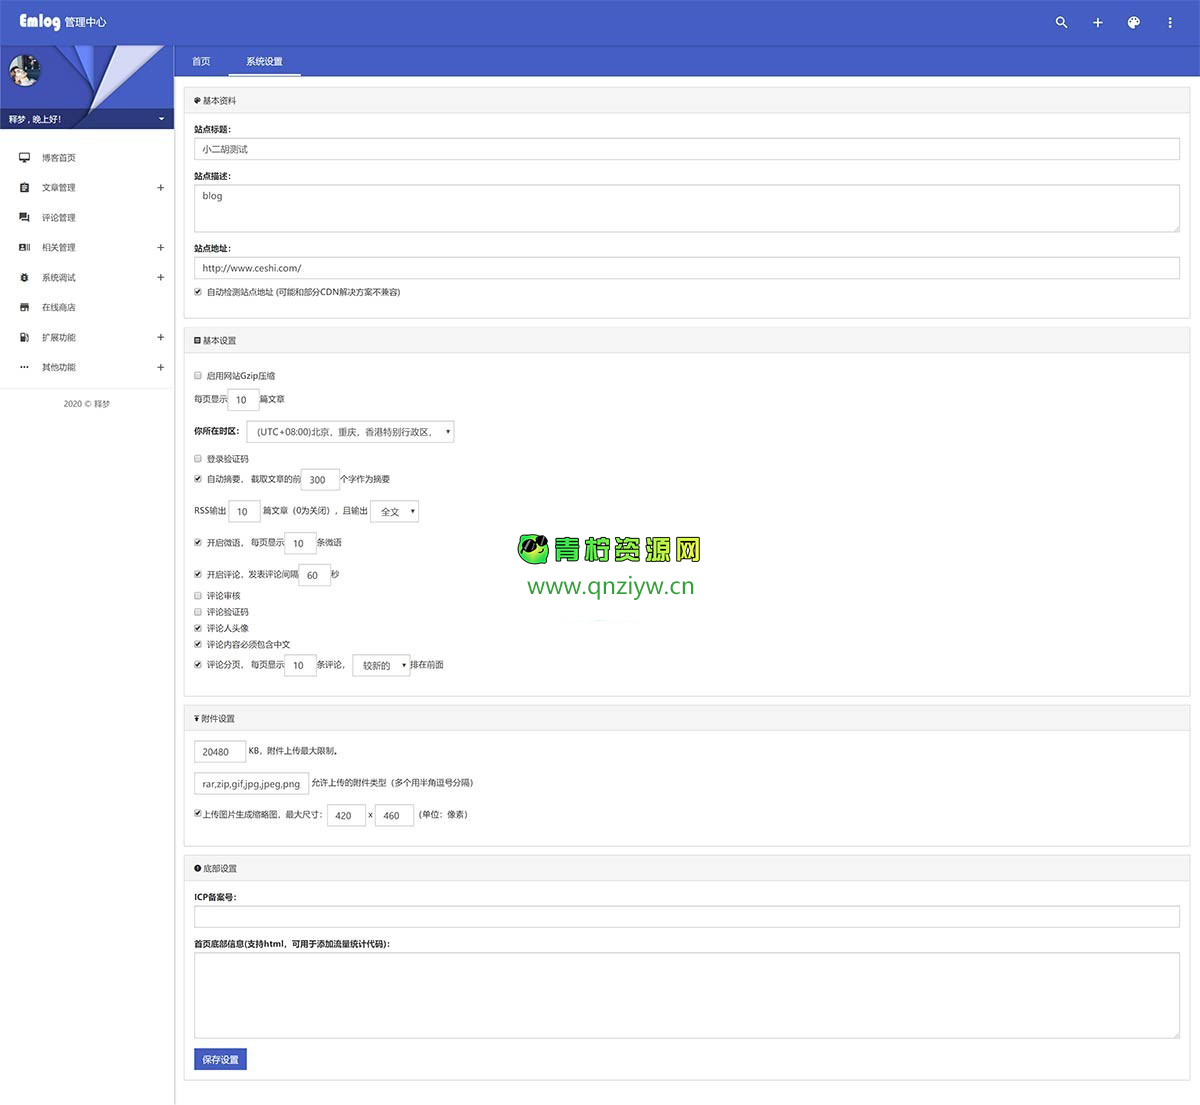 Emlog 管理中心
首页 系统设置
释梦，晚上好！
博客首页
文章管理
评论管理
相关管理
系统调试
在线商店
扩展功能
其他功能
2020 © 释梦
基本资料
站点标题：
小二胡测试
站点描述：
blog
站点地址：
http://www.ceshi.com/
自动检测站点地址 (可能和部分CDN解决方案不兼容)
基本设置
启用网站Gzip压缩
每页显示 10 篇文章
你所在时区： (UTC+08:00)北京，重庆，香港特别行政区，
登录验证码
自动摘要， 截取文章的前 300 个字作为摘要
RSS输出 10 篇文章（0为关闭），且输出 全文
开启微语， 每页显示 10 条微语
开启评论，发表评论间隔 60 秒
评论审核
评论验证码
评论人头像
评论内容必须包含中文
评论分页， 每页显示 10 条评论， 较新的 排在前面
青柠资源网
www.qnziyw.cn
附件设置
20480 KB，附件上传最大限制。
rar,zip,gif,jpg,jpeg,png 允许上传的附件类型（多个用半角逗号分隔）
上传图片生成缩略图，最大尺寸： 420 x 460 （单位：像素）
底部设置
ICP备案号：
首页底部信息(支持html，可用于添加流量统计代码)：
保存设置